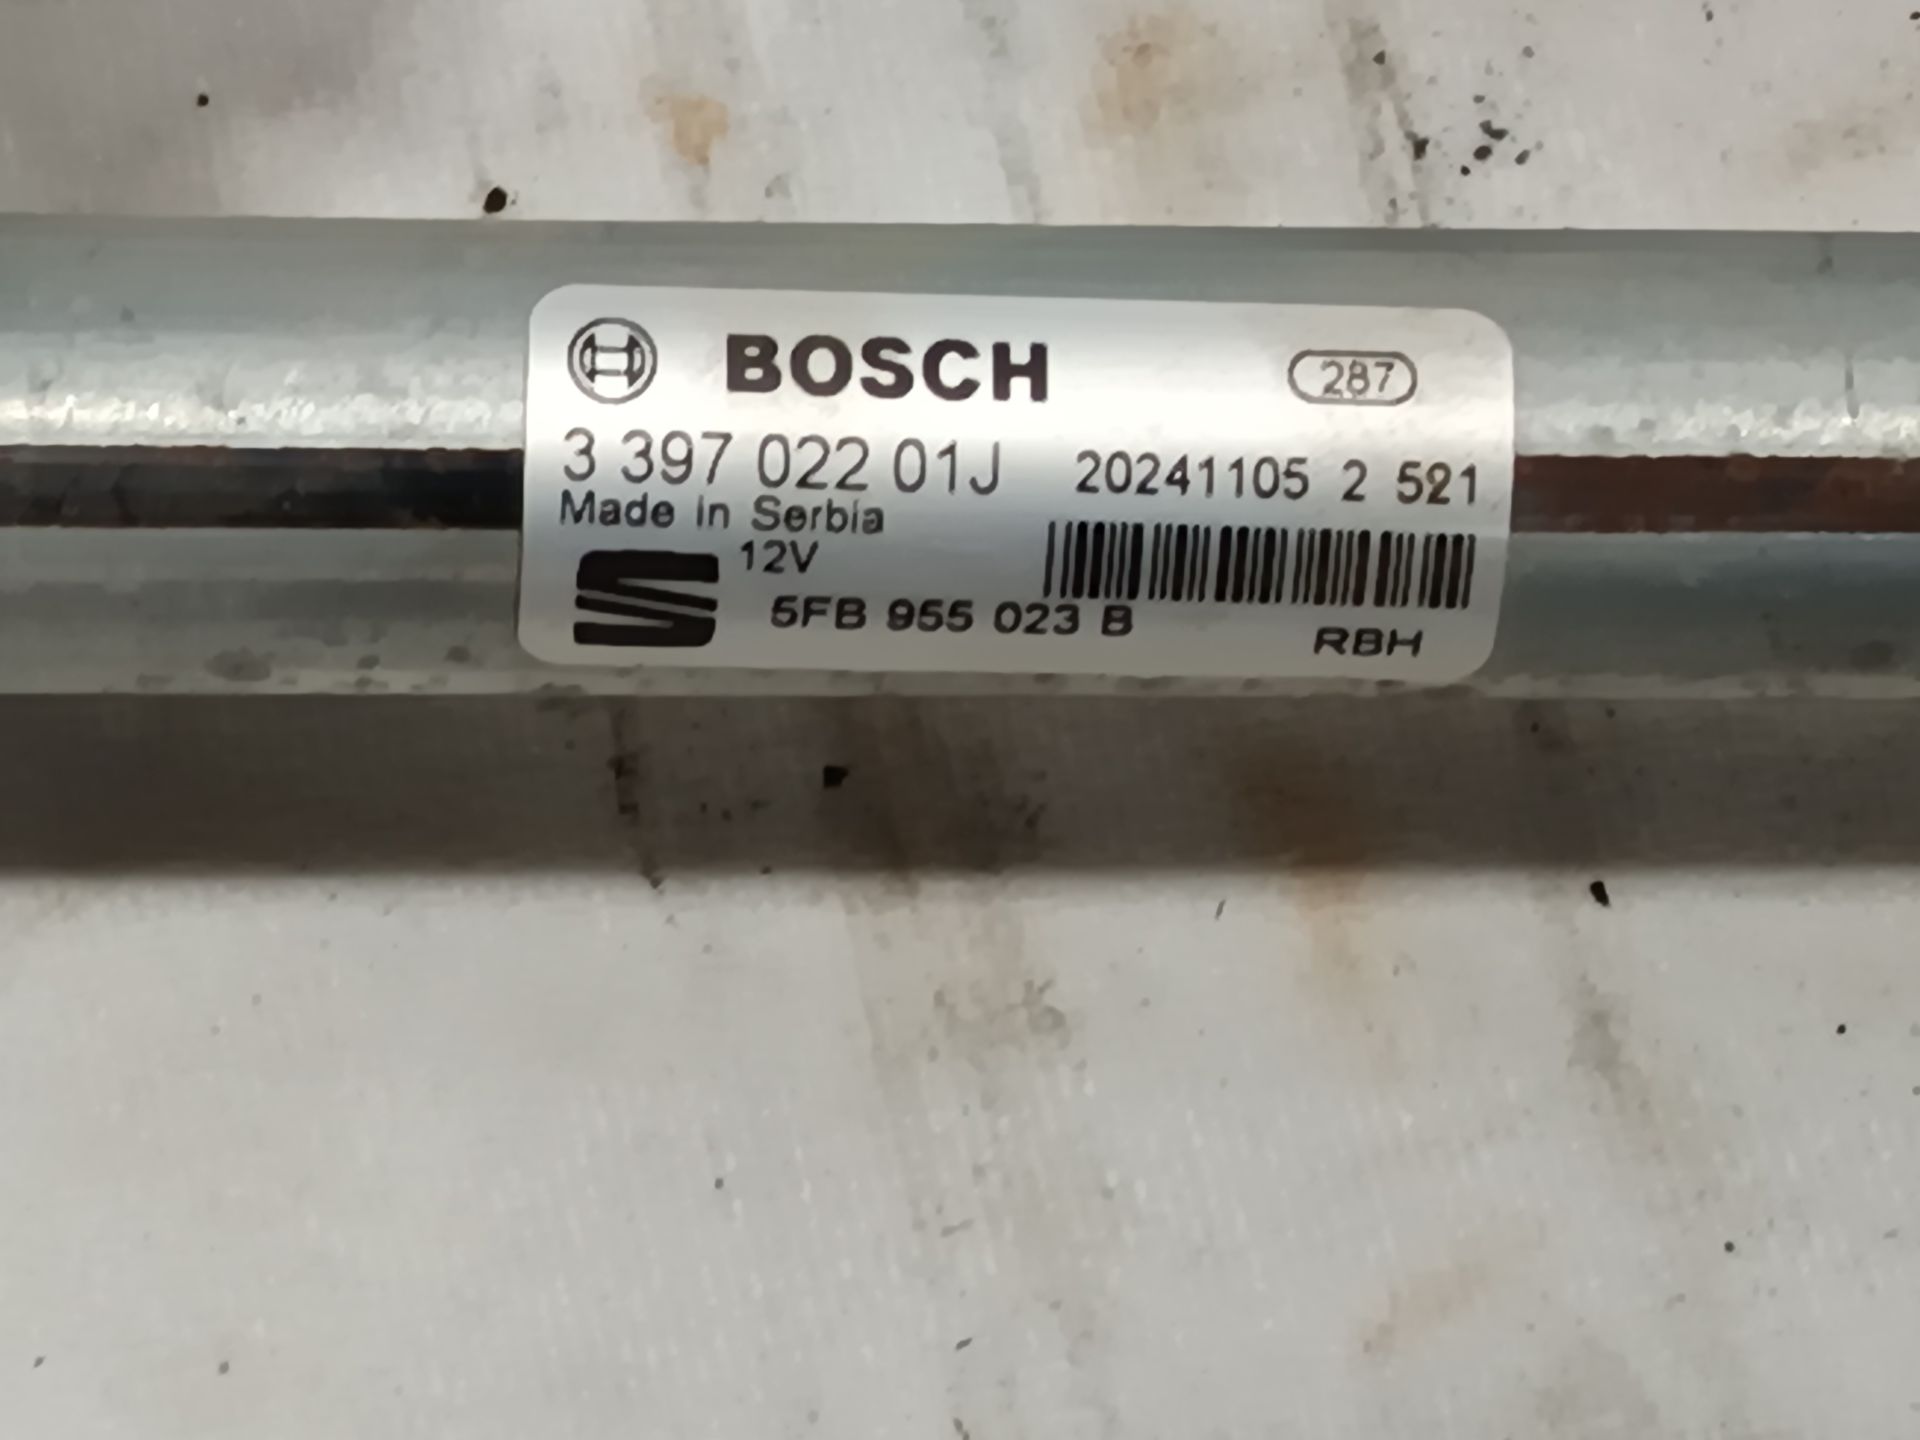 BOSCH 287
3 397 022 01J 20241105 2 521
Made in Serbia
12V
5FB 955 023 B
RBH